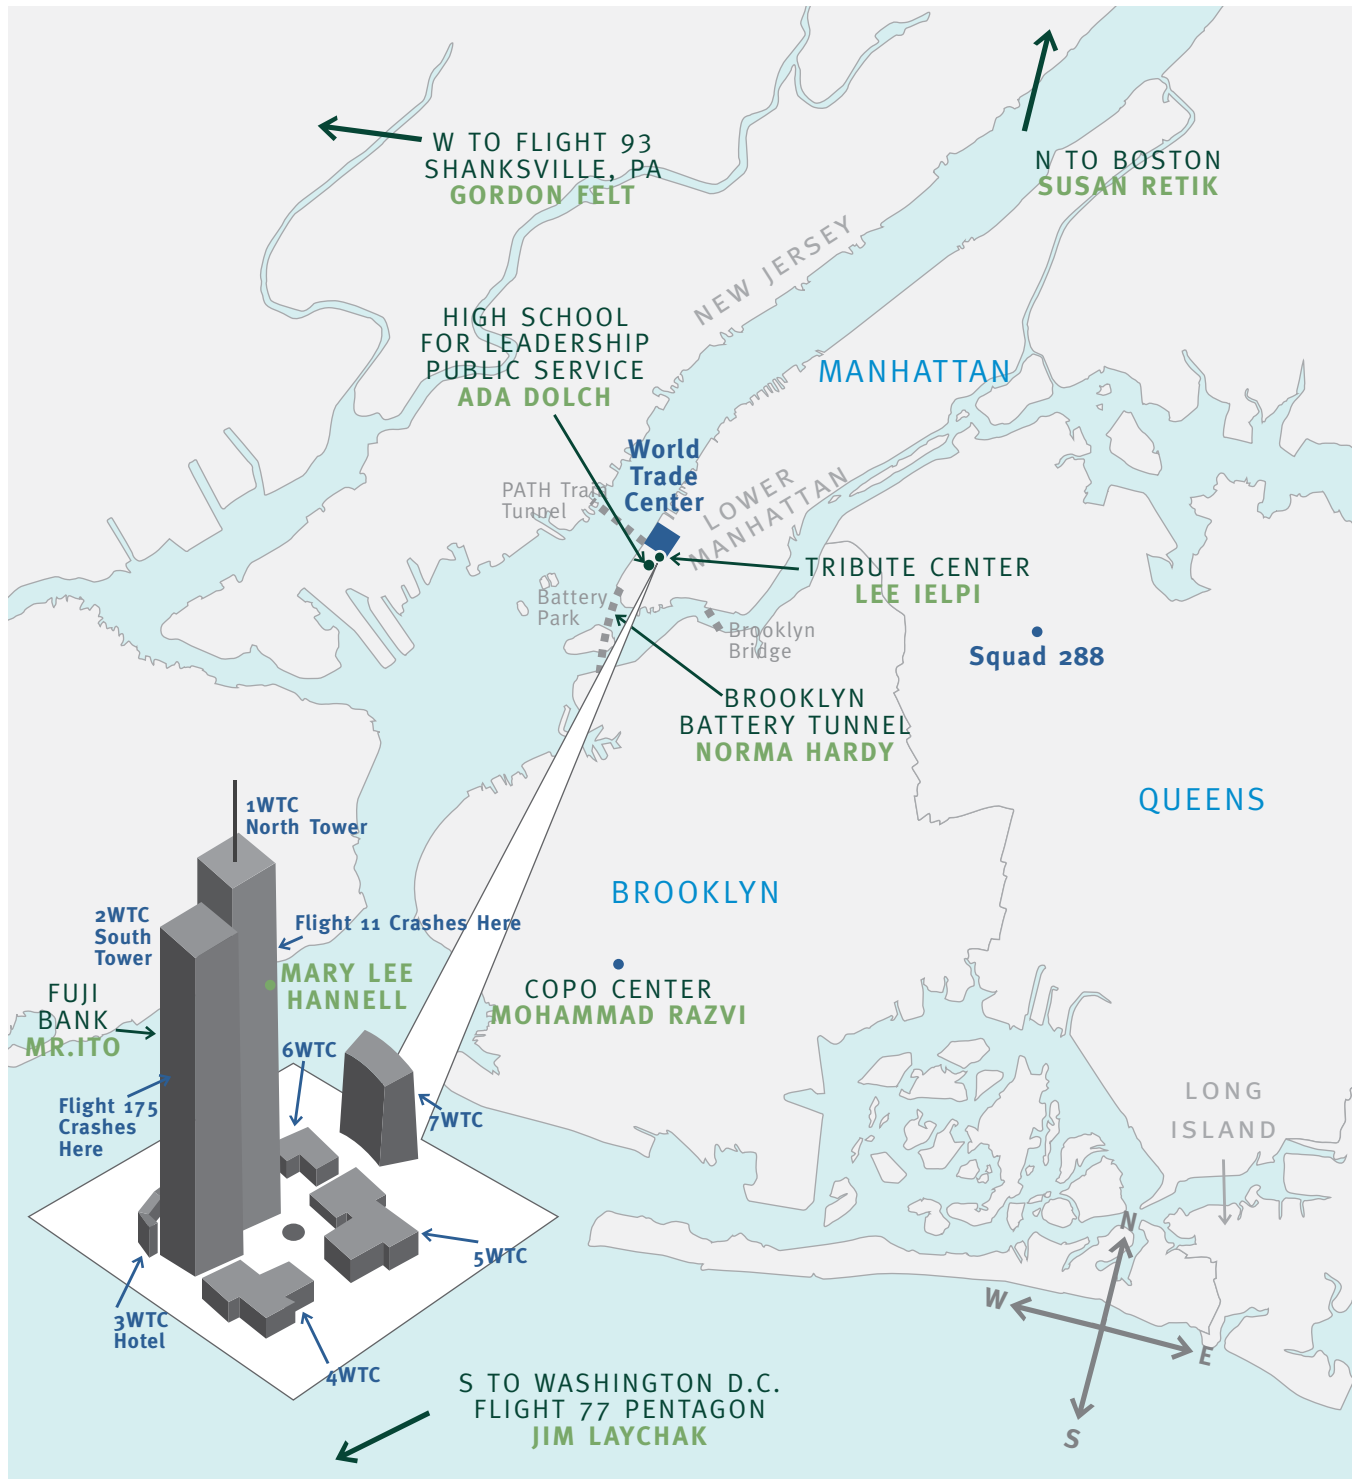 W TO FLIGHT 93
SHANKSVILLE, PA
GORDON FELT
N TO BOSTON
SUSAN RETIK
NEW JERSEY
HIGH SCHOOL
FOR LEADERSHIP
PUBLIC SERVICE
ADA DOLCH
MANHATTAN
World
Trade
Center
PATH Train
Tunnel
LOWER
MANHATTAN
TRIBUTE CENTER
LEE IELPI
Battery
Park
Brooklyn
Bridge
Squad 288
BROOKLYN
BATTERY TUNNEL
NORMA HARDY
QUEENS
1WTC
North Tower
BROOKLYN
2WTC
South
Tower
Flight 11 Crashes Here
MARY LEE
HANNELL
COPO CENTER
MOHAMMAD RAZVI
FUJI
BANK
MR.ITO
6WTC
Flight 175
Crashes
Here
7WTC
LONG
ISLAND
5WTC
3WTC
Hotel
4WTC
N
W
E
S
S TO WASHINGTON D.C.
FLIGHT 77 PENTAGON
JIM LAYCHAK